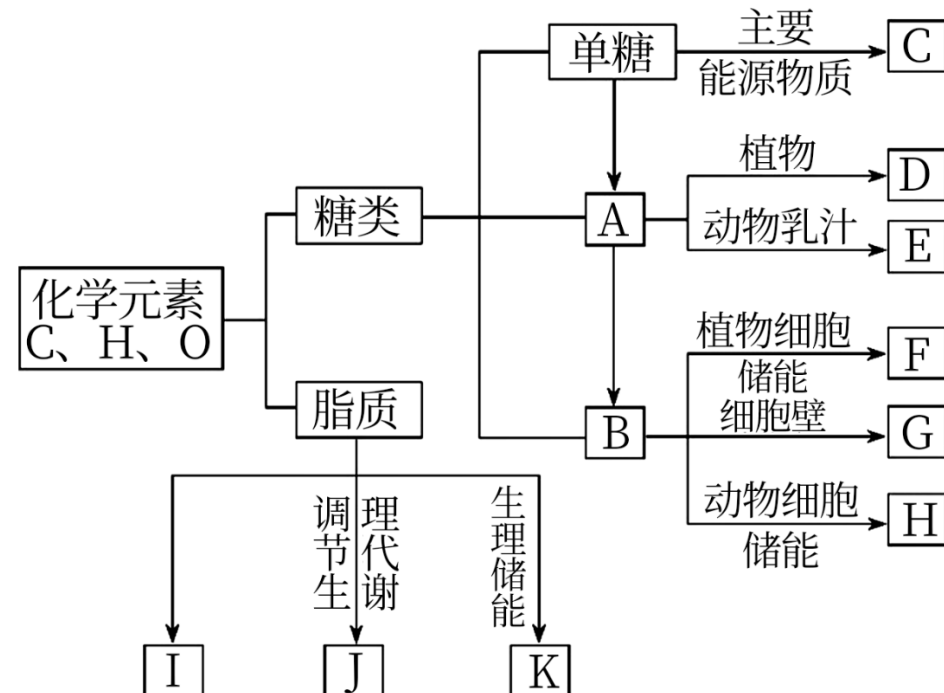 主要
单糖
能源物质
C
植物
D
糖类
A
动物乳汁
E
化学元素
C、H、O
植物细胞
储能
F
脂质
B
细胞壁
G
动物细胞
储能
H
调节生
理代谢
生理储能
I
J
K